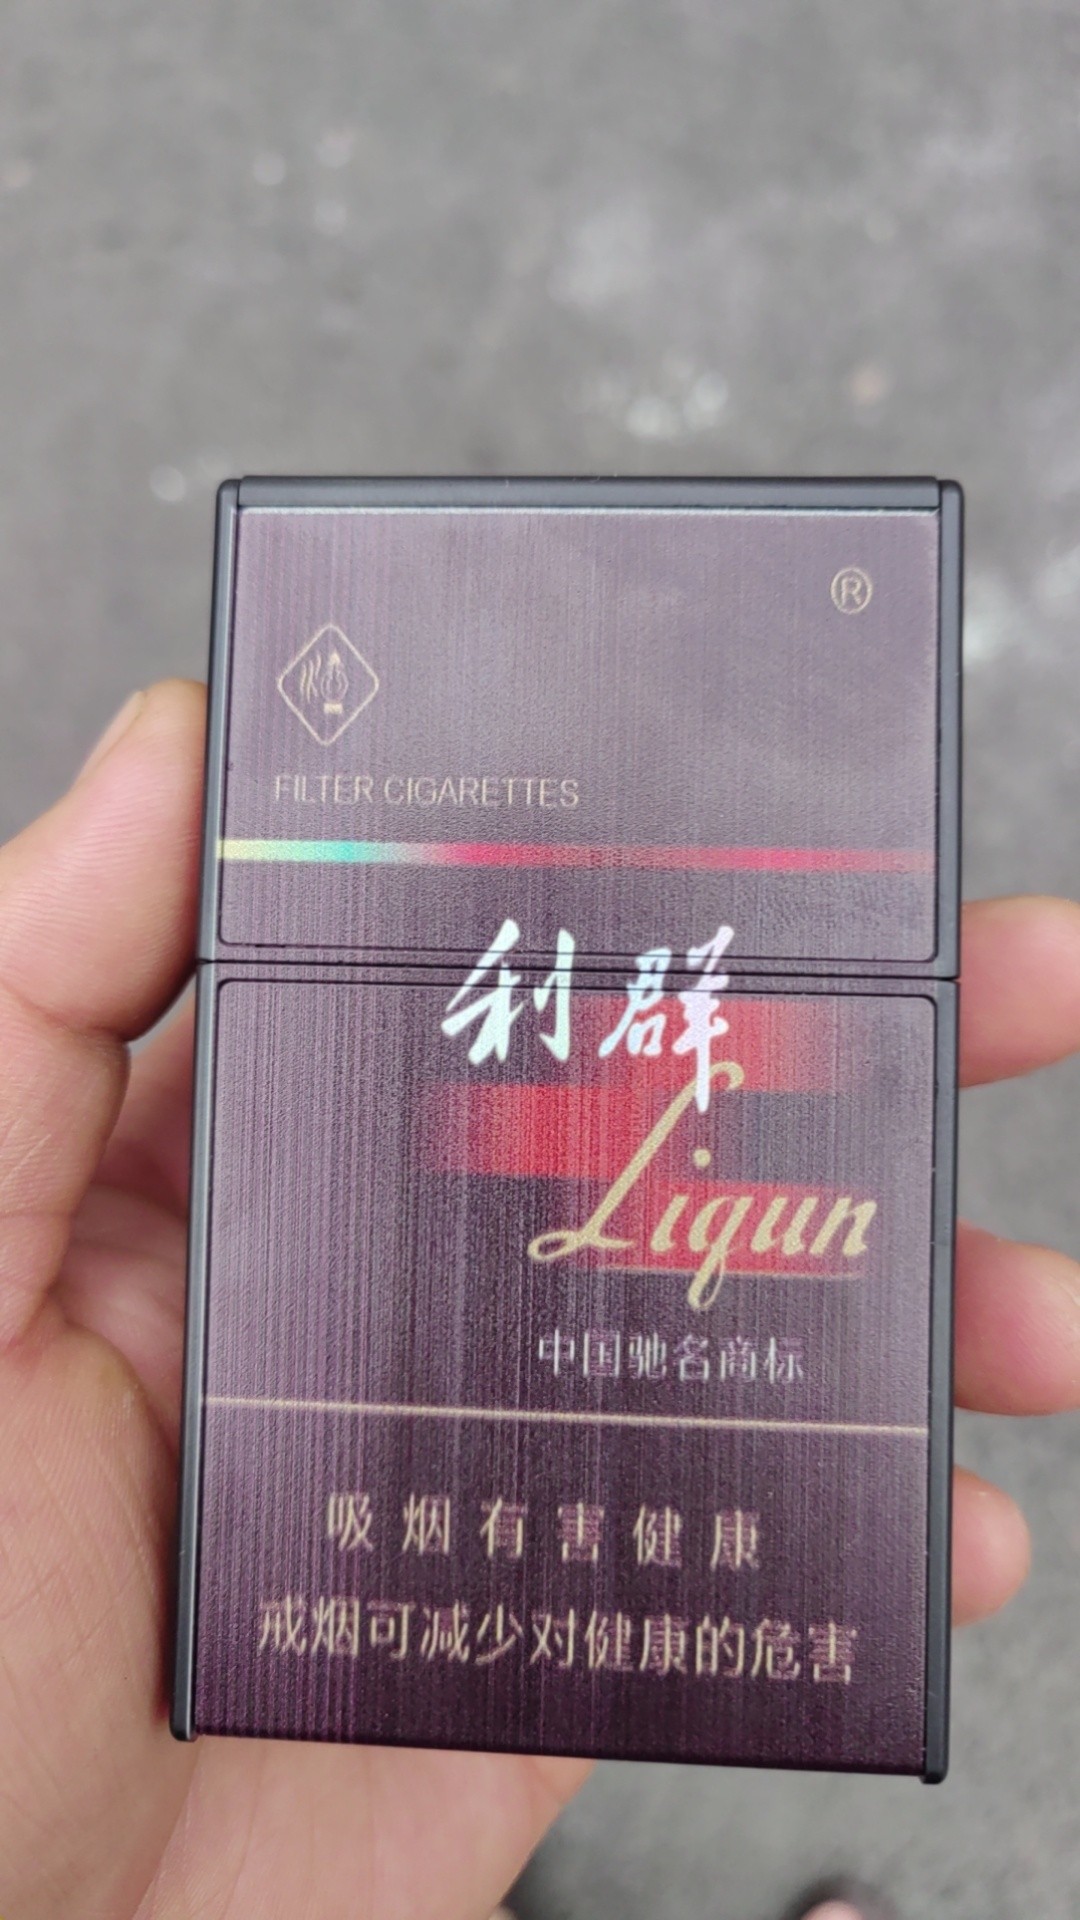 ®
FILTER CIGARETTES
利群
Liqun
中国驰名商标
吸烟有害健康
戒烟可减少对健康的危害